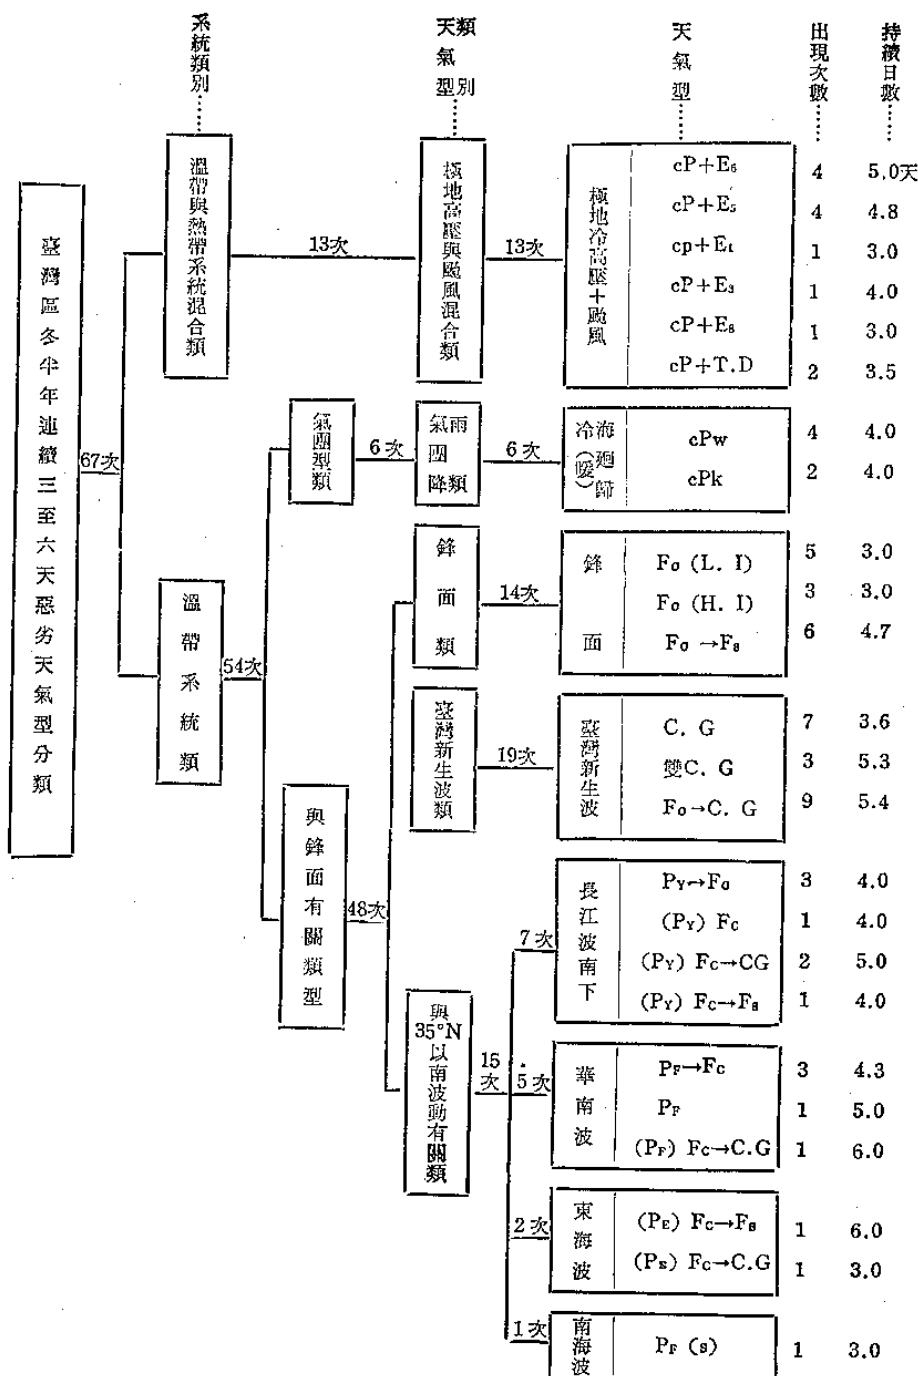 系統類別……
天氣型類別……
天氣型……
出現次數……
持續日數……
臺灣區冬半年連續三至六天惡劣天氣型分類
67次
溫帶與熱帶系統混合類
13次
極地高壓與颱風混合類
13次
極地冷高壓+颱風
cP+E₆ 4 5.0天
cP+E₅ 4 4.8
cp+E₁ 1 3.0
cP+E₃ 1 4.0
cP+E₈ 1 3.0
cP+T.D 2 3.5
溫帶系統類
54次
氣團型類
6次
氣團降雨類
6次
冷海(暖)迴歸
cPw 4 4.0
cPk 2 4.0
與鋒面有關類型
48次
鋒面類
14次
鋒面
Fc (L. I) 5 3.0
Fc (H. I) 3 3.0
Fc →Fs 6 4.7
臺灣新生波類
19次
臺灣新生波
C. G 7 3.6
雙C. G 3 5.3
Fc→C. G 9 5.4
與35°N以南波動有關類
15次
7次
長江波南下
PY→Fc 3 4.0
(PY) Fc 1 4.0
(PY) Fc→CG 2 5.0
(PY) Fc→Fs 1 4.0
5次
華南波
PF→Fc 3 4.3
PF 1 5.0
(PF) Fc→C.G 1 6.0
2次
東海波
(PE) Fc→Fs 1 6.0
(PE) Fc→C.G 1 3.0
1次
南海波
PF (s) 1 3.0